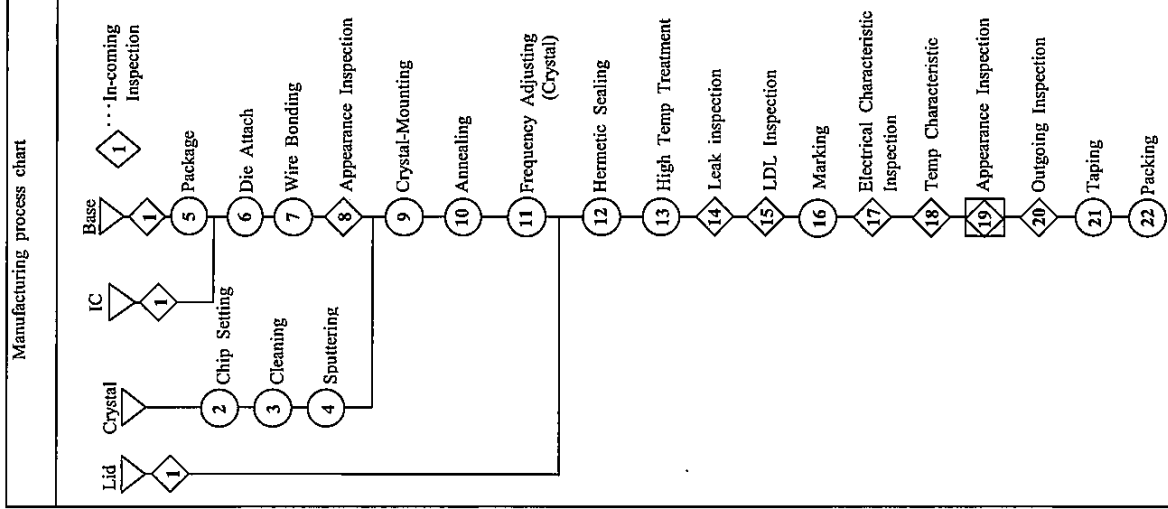 Manufacturing process chart
1 ···In-coming
Inspection
Lid
Crystal
IC
Base
1
1
1
2 Chip Setting
3 Cleaning
4 Sputtering
5 Package
6 Die Attach
7 Wire Bonding
8 Appearance Inspection
9 Crystal-Mounting
10 Annealing
11 Frequency Adjusting
(Crystal)
12 Hermetic Sealing
13 High Temp Treatment
14 Leak inspection
15 LDL Inspection
16 Marking
17 Electrical Characteristic
Inspection
18 Temp Characteristic
19 Appearance Inspection
20 Outgoing Inspection
21 Taping
22 Packing